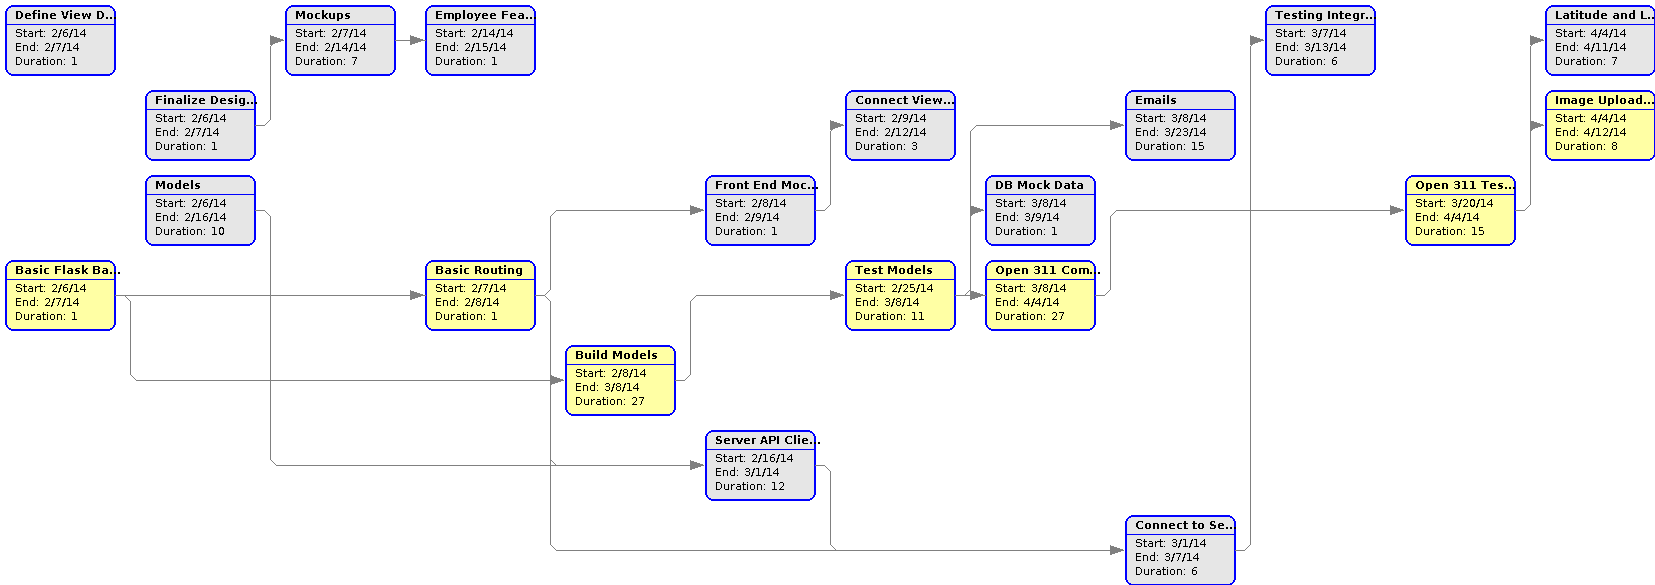 Define View D...
Start: 2/6/14
End: 2/7/14
Duration: 1
Mockups
Start: 2/7/14
End: 2/14/14
Duration: 7
Employee Fea...
Start: 2/14/14
End: 2/15/14
Duration: 1
Testing Integr...
Start: 3/7/14
End: 3/13/14
Duration: 6
Latitude and L...
Start: 4/4/14
End: 4/11/14
Duration: 7
Finalize Desig...
Start: 2/6/14
End: 2/7/14
Duration: 1
Connect View...
Start: 2/9/14
End: 2/12/14
Duration: 3
Emails
Start: 3/8/14
End: 3/23/14
Duration: 15
Image Upload...
Start: 4/4/14
End: 4/12/14
Duration: 8
Models
Start: 2/6/14
End: 2/16/14
Duration: 10
Front End Moc...
Start: 2/8/14
End: 2/9/14
Duration: 1
DB Mock Data
Start: 3/8/14
End: 3/9/14
Duration: 1
Open 311 Tes...
Start: 3/20/14
End: 4/4/14
Duration: 15
Basic Flask Ba...
Start: 2/6/14
End: 2/7/14
Duration: 1
Basic Routing
Start: 2/7/14
End: 2/8/14
Duration: 1
Test Models
Start: 2/25/14
End: 3/8/14
Duration: 11
Open 311 Com...
Start: 3/8/14
End: 4/4/14
Duration: 27
Build Models
Start: 2/8/14
End: 3/8/14
Duration: 27
Server API Clie...
Start: 2/16/14
End: 3/1/14
Duration: 12
Connect to Se...
Start: 3/1/14
End: 3/7/14
Duration: 6